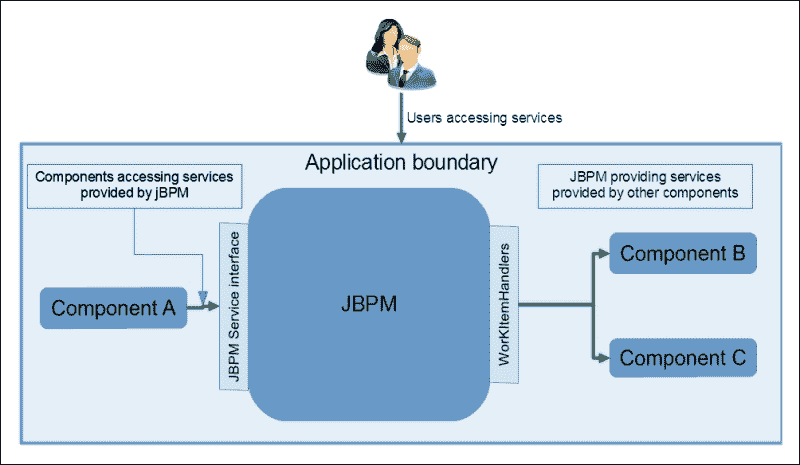 Users accessing services
Application boundary
Components accessing services
provided by jBPM
JBPM providing services
provided by other components
Component A
JBPM Service interface
JBPM
WorKItemHandlers
Component B
Component C